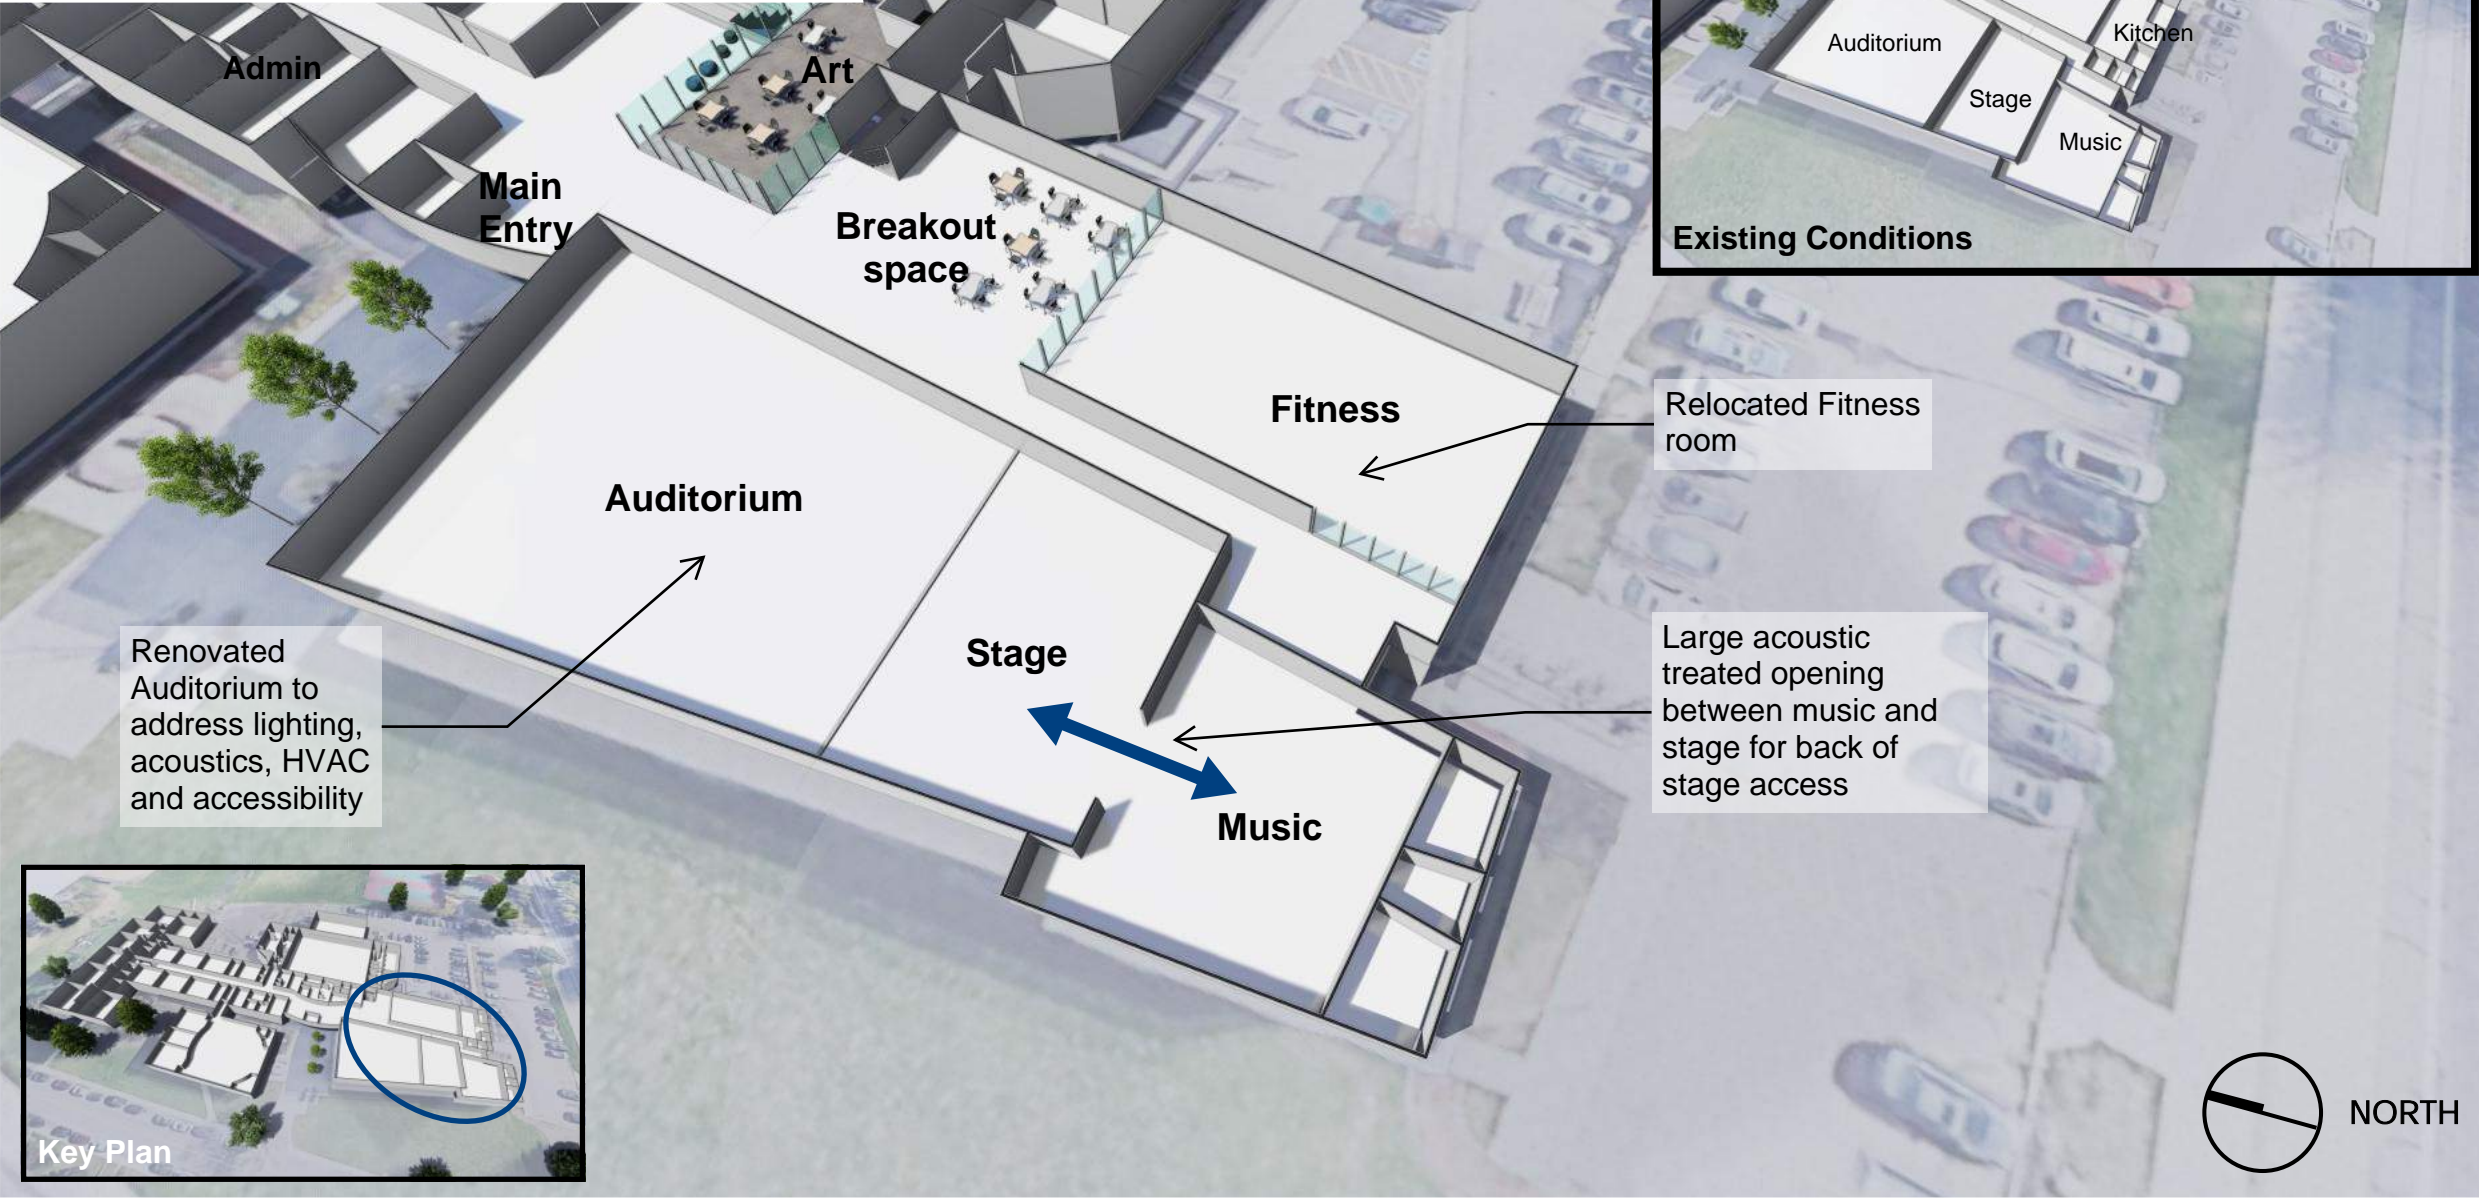 Admin
Art
Main
Entry
Breakout
space
Auditorium
Kitchen
Stage
Music
Existing Conditions
Fitness
Relocated Fitness
room
Auditorium
Stage
Music
Renovated
Auditorium to
address lighting,
acoustics, HVAC
and accessibility
Large acoustic
treated opening
between music and
stage for back of
stage access
Key Plan
NORTH